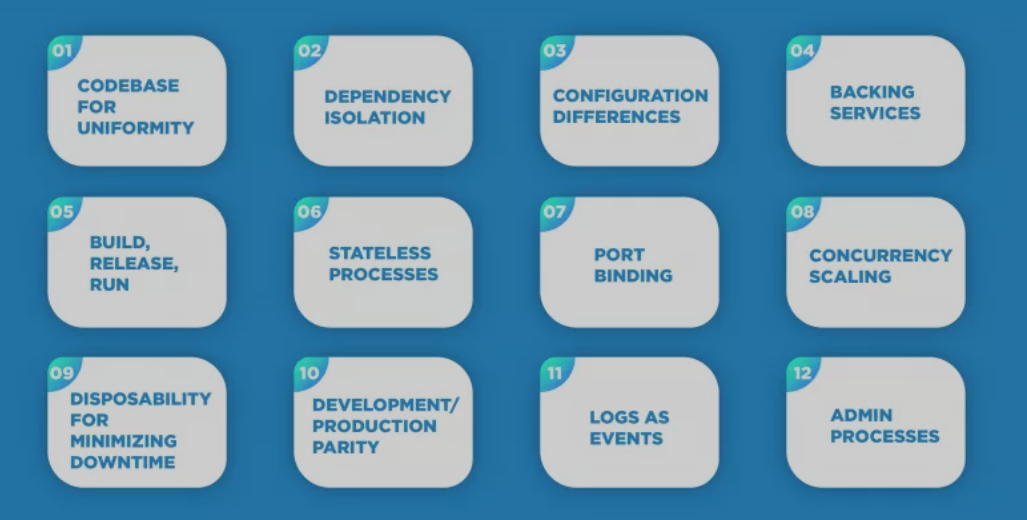 01
CODEBASE
FOR
UNIFORMITY
02
DEPENDENCY
ISOLATION
03
CONFIGURATION
DIFFERENCES
04
BACKING
SERVICES
05
BUILD,
RELEASE,
RUN
06
STATELESS
PROCESSES
07
PORT
BINDING
08
CONCURRENCY
SCALING
09
DISPOSABILITY
FOR
MINIMIZING
DOWNTIME
10
DEVELOPMENT/
PRODUCTION
PARITY
11
LOGS AS
EVENTS
12
ADMIN
PROCESSES